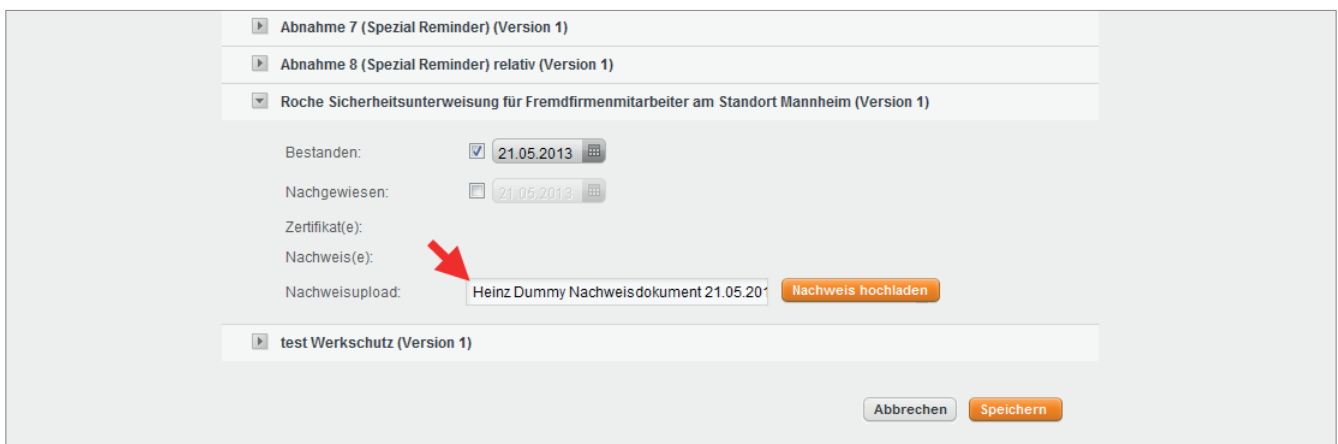 Abnahme 7 (Spezial Reminder) (Version 1)
Abnahme 8 (Spezial Reminder) relativ (Version 1)
Roche Sicherheitsunterweisung für Fremdfirmenmitarbeiter am Standort Mannheim (Version 1)
Bestanden: 21.05.2013
Nachgewiesen: 21.05.2013
Zertifikat(e):
Nachweis(e):
Nachweisupload: Heinz Dummy Nachweisdokument 21.05.201 Nachweis hochladen
test Werkschutz (Version 1)
Abbrechen Speichern